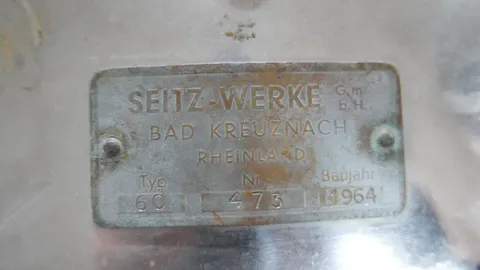 SEITZ-WERKE G.m.b.H.
BAD KREUZNACH
RHEINLAND
Typ Nr. Baujahr
60 473 1964